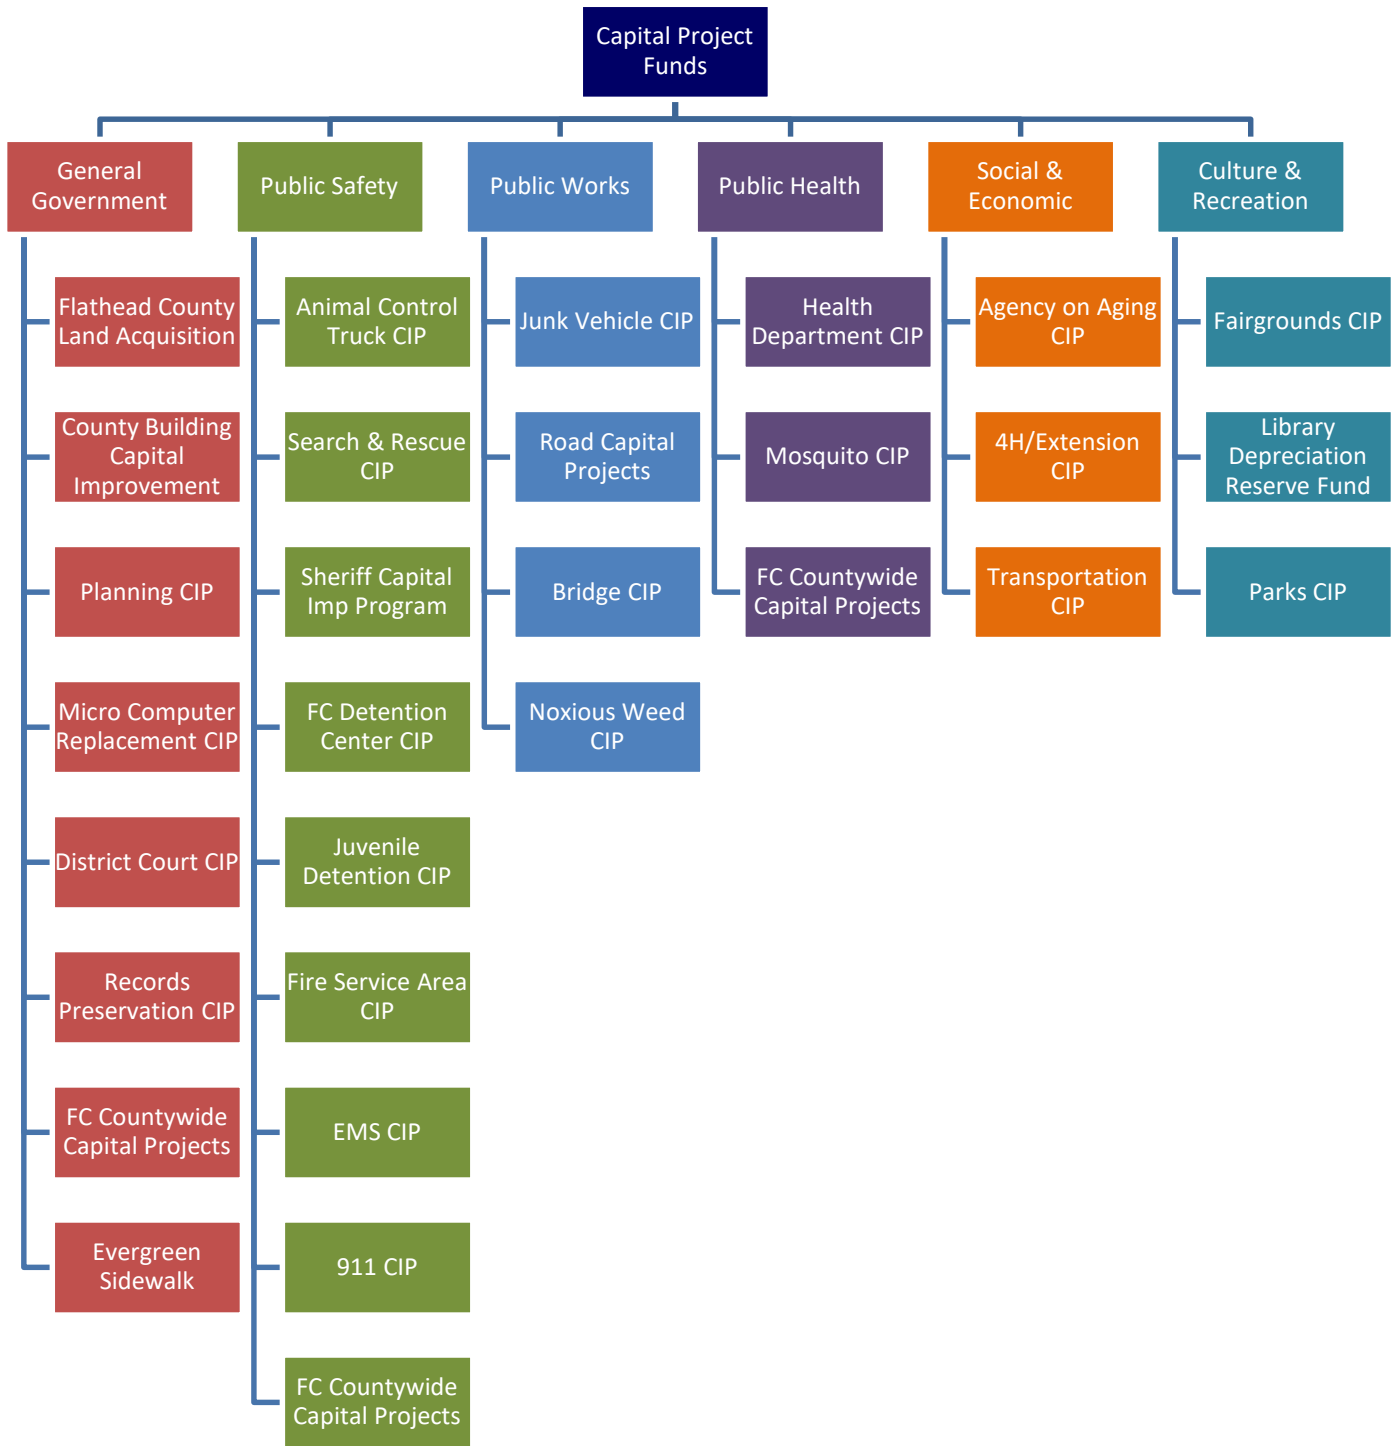 Capital Project
Funds
General
Government
Public Safety
Public Works
Public Health
Social &
Economic
Culture &
Recreation
Flathead County
Land Acquisition
County Building
Capital
Improvement
Planning CIP
Micro Computer
Replacement CIP
District Court CIP
Records
Preservation CIP
FC Countywide
Capital Projects
Evergreen
Sidewalk
Animal Control
Truck CIP
Search & Rescue
CIP
Sheriff Capital
Imp Program
FC Detention
Center CIP
Juvenile
Detention CIP
Fire Service Area
CIP
EMS CIP
911 CIP
FC Countywide
Capital Projects
Junk Vehicle CIP
Road Capital
Projects
Bridge CIP
Noxious Weed
CIP
Health
Department CIP
Mosquito CIP
FC Countywide
Capital Projects
Agency on Aging
CIP
4H/Extension
CIP
Transportation
CIP
Fairgrounds CIP
Library
Depreciation
Reserve Fund
Parks CIP